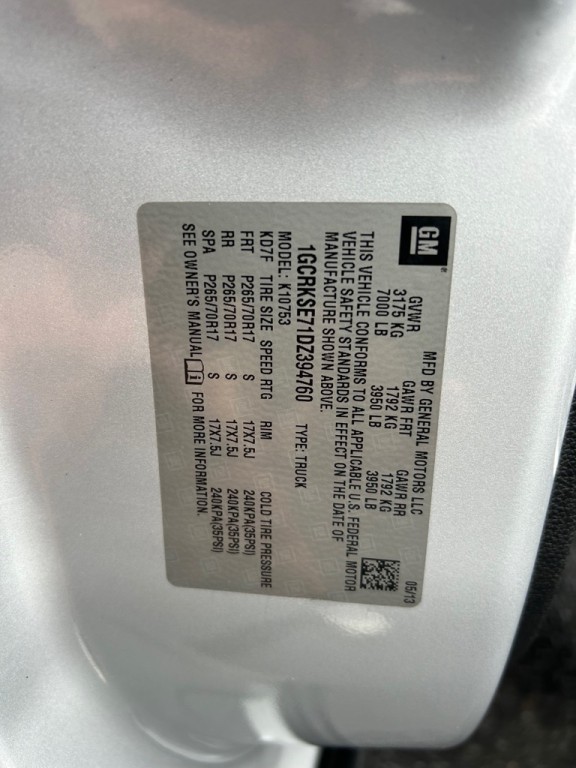 GM®
MFD BY GENERAL MOTORS LLC 05/13
GVWR GAWR FRT GAWR RR
3175 KG 1792 KG 1792 KG
7000 LB 3950 LB 3950 LB
THIS VEHICLE CONFORMS TO ALL APPLICABLE U.S. FEDERAL MOTOR
VEHICLE SAFETY STANDARDS IN EFFECT ON THE DATE OF
MANUFACTURE SHOWN ABOVE.
1GCRKSE71DZ394760 TYPE: TRUCK
MODEL: K10753
KD7F TIRE SIZE SPEED RTG RIM COLD TIRE PRESSURE
FRT P265/70R17 S 17X7.5J 240KPA(35PSI)
RR P265/70R17 S 17X7.5J 240KPA(35PSI)
SPA P265/70R17 S 17X7.5J 240KPA(35PSI)
SEE OWNER'S MANUAL FOR MORE INFORMATION.